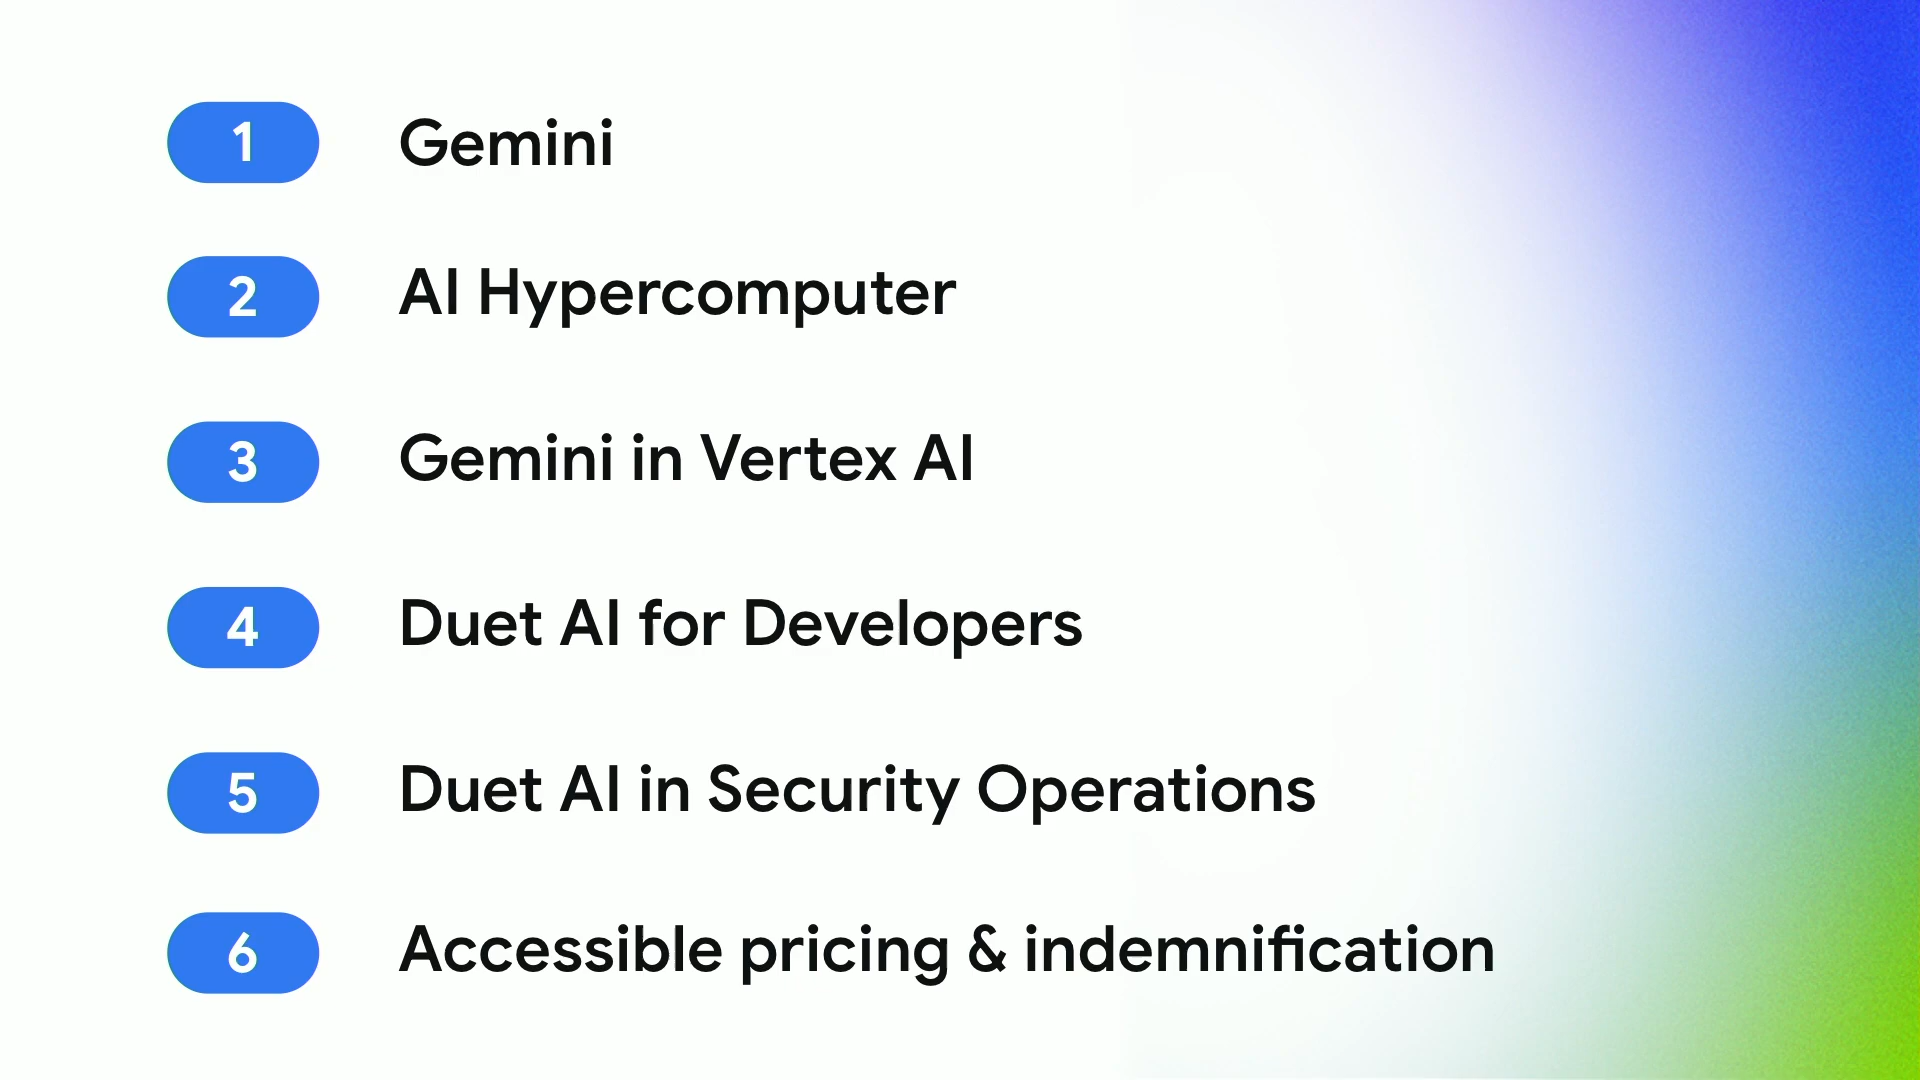 1 Gemini
2 AI Hypercomputer
3 Gemini in Vertex AI
4 Duet AI for Developers
5 Duet AI in Security Operations
6 Accessible pricing & indemnification